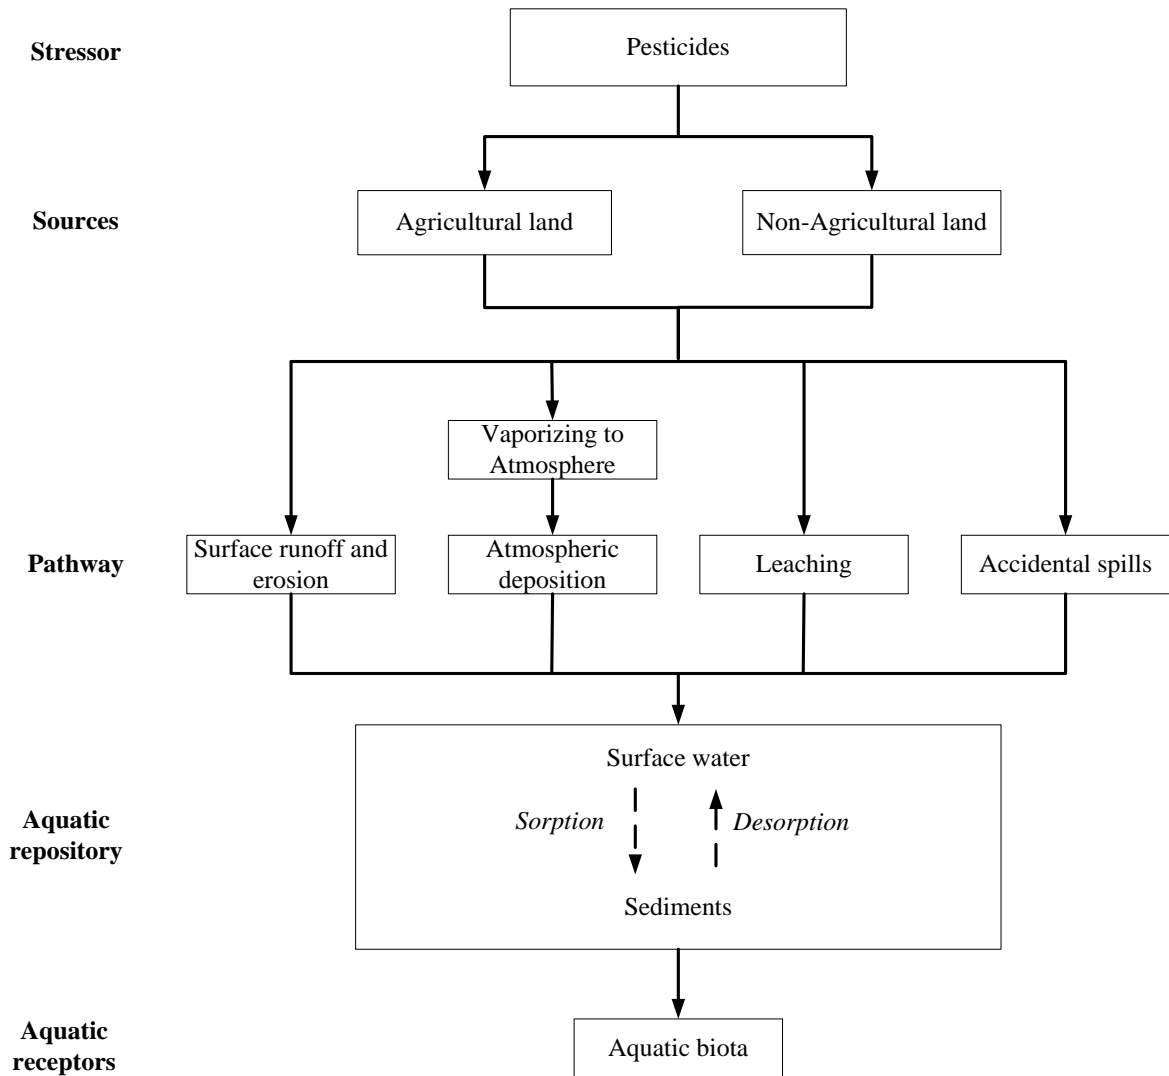 Stressor
Pesticides
Sources
Agricultural land
Non-Agricultural land
Vaporizing to
Atmosphere
Pathway
Surface runoff and
erosion
Atmospheric
deposition
Leaching
Accidental spills
Aquatic
repository
Surface water
Sorption
Desorption
Sediments
Aquatic
receptors
Aquatic biota